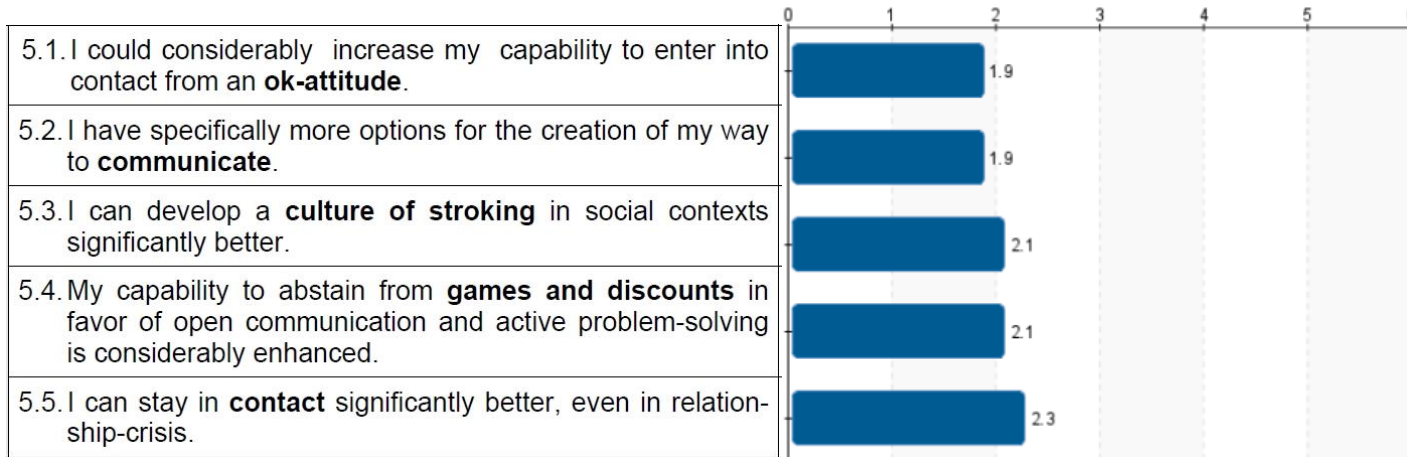 0 1 2 3 4 5
5.1. I could considerably increase my capability to enter into
contact from an ok-attitude.
1.9
5.2. I have specifically more options for the creation of my way
to communicate.
1.9
5.3. I can develop a culture of stroking in social contexts
significantly better.
2.1
5.4. My capability to abstain from games and discounts in
favor of open communication and active problem-solving
is considerably enhanced.
2.1
5.5. I can stay in contact significantly better, even in relation-
ship-crisis.
2.3